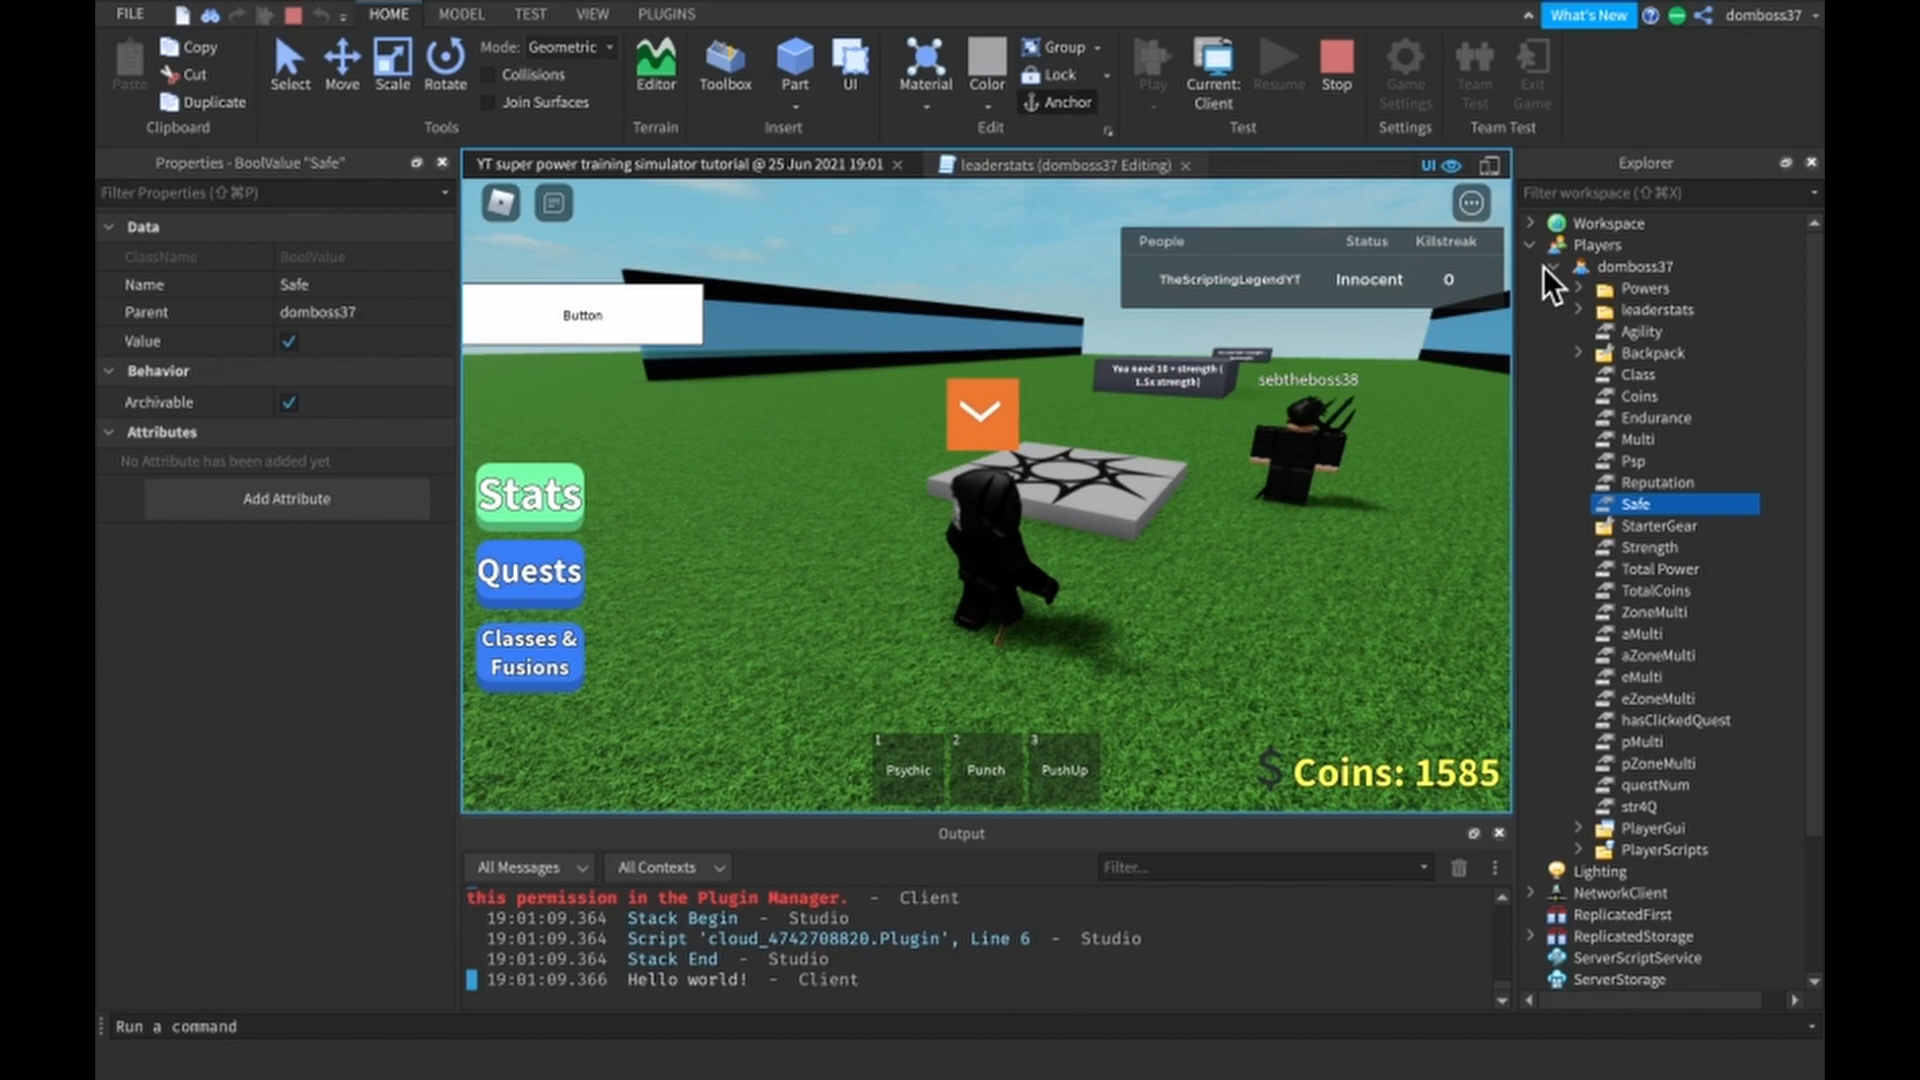 FILE
HOME
MODEL
TEST
VIEW
PLUGINS
What's New
domboss37
Paste
Copy
Cut
Duplicate
Clipboard
Select
Move
Scale
Rotate
Mode: Geometric
Collisions
Join Surfaces
Tools
Editor
Terrain
Toolbox
Part
UI
Insert
Material
Color
Group
Lock
Anchor
Edit
Play
Current: Client
Resume
Stop
Test
Game Settings
Settings
Team Test
Exit Game
Team Test
Properties - BoolValue "Safe"
Filter Properties (⇧⌘P)
Data
ClassName BoolValue
Name Safe
Parent domboss37
Value
Behavior
Archivable
Attributes
No Attribute has been added yet
Add Attribute
YT super power training simulator tutorial @ 25 Jun 2021 19:01
leaderstats (domboss37 Editing)
UI
People Status Killstreak
TheScriptingLegendYT Innocent 0
Button
You need 10 + strength (
1.5x strength)
sebtheboss38
Stats
Quests
Classes &
Fusions
1 Psychic
2 Punch
3 PushUp
$ Coins: 1585
Output
All Messages
All Contexts
Filter...
this permission in the Plugin Manager. - Client
19:01:09.364 Stack Begin - Studio
19:01:09.364 Script 'cloud_4742708820.Plugin', Line 6 - Studio
19:01:09.364 Stack End - Studio
19:01:09.366 Hello world! - Client
Run a command
Explorer
Filter workspace (⇧⌘X)
Workspace
Players
domboss37
Powers
leaderstats
Agility
Backpack
Class
Coins
Endurance
Multi
Psp
Reputation
Safe
StarterGear
Strength
Total Power
TotalCoins
ZoneMulti
aMulti
aZoneMulti
eMulti
eZoneMulti
hasClickedQuest
pMulti
pZoneMulti
questNum
str4Q
PlayerGui
PlayerScripts
Lighting
NetworkClient
ReplicatedFirst
ReplicatedStorage
ServerScriptService
ServerStorage